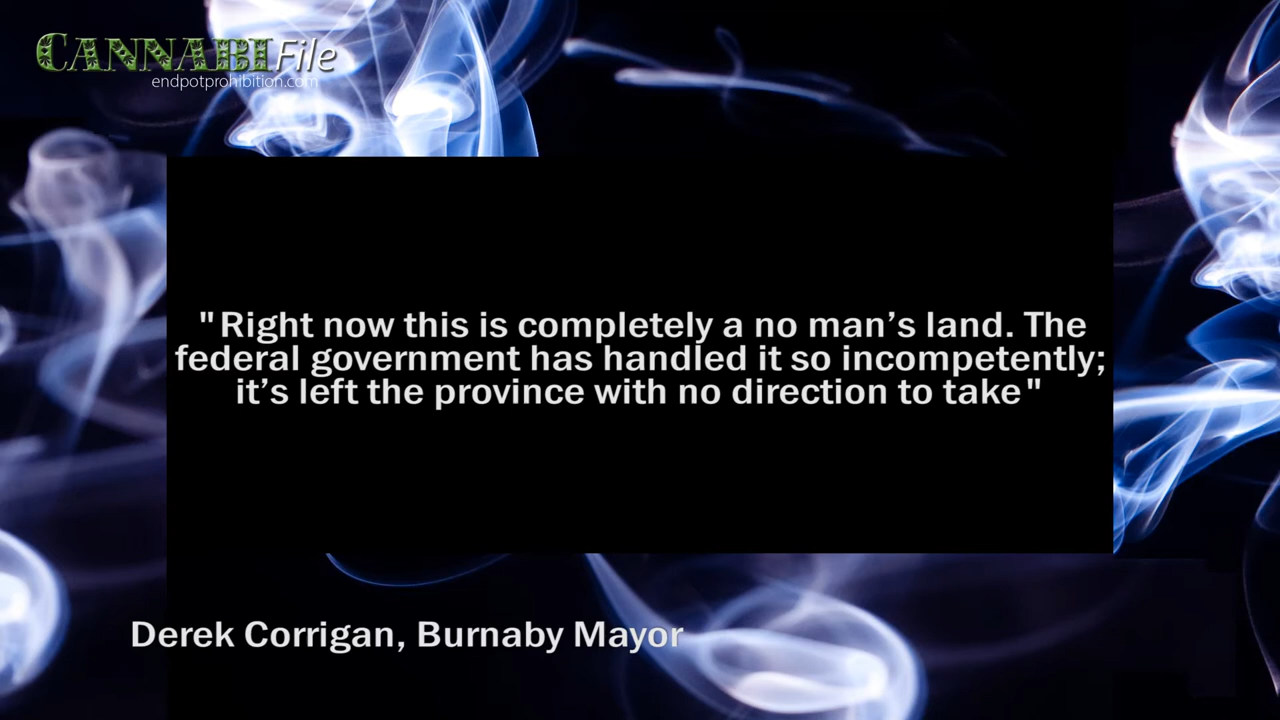 CANNABIFile
endpotprohibition.com
"Right now this is completely a no man’s land. The
federal government has handled it so incompetently;
it’s left the province with no direction to take"
Derek Corrigan, Burnaby Mayor